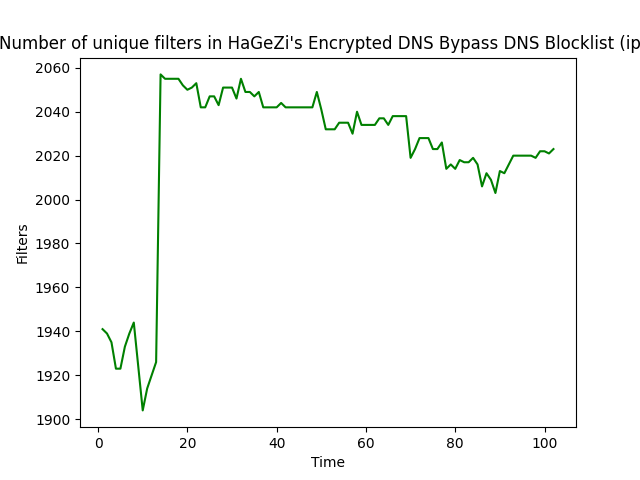 Number of unique filters in HaGeZi's Encrypted DNS Bypass DNS Blocklist (ip
2060
2040
2020
2000
1980
1960
1940
1920
1900
Filters
0 20 40 60 80 100
Time